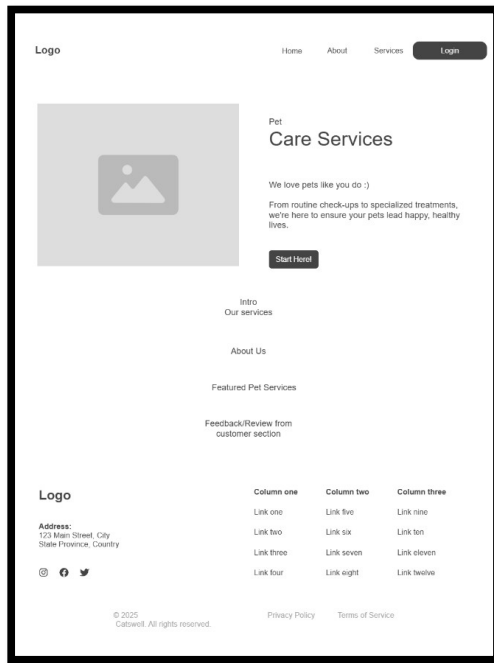 Logo
Home About Services Login
Pet
Care Services
We love pets like you do :)
From routine check-ups to specialized treatments,
we're here to ensure your pets lead happy, healthy
lives.
Start Here!
Intro
Our services
About Us
Featured Pet Services
Feedback/Review from
customer section
Logo
Address:
123 Main Street, City
State Province, Country
Column one
Link one
Link two
Link three
Link four
Column two
Link five
Link six
Link seven
Link eight
Column three
Link nine
Link ten
Link eleven
Link twelve
© 2025
Catswell. All rights reserved.
Privacy Policy Terms of Service